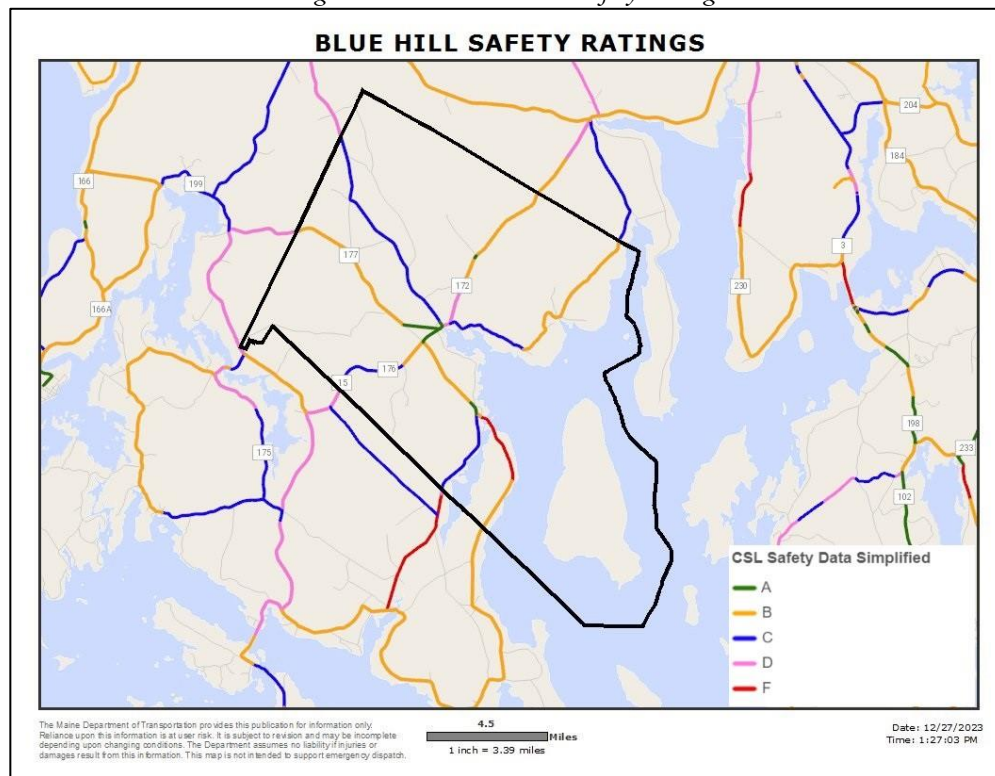 BLUE HILL SAFETY RATINGS
204
184
166
199
3
177
172
230
166A
176
15
198
175
233
102
CSL Safety Data Simplified
A
B
C
D
F
The Maine Department of Transportation provides this publication for information only.
Reliance upon this information is at user risk. It is subject to revision and may be incomplete
depending upon changing conditions. The Department assumes no liability if injuries or
damages result from this information. This map is not intended to support emergency dispatch.
4.5
Miles
1 inch = 3.39 miles
Date: 12/27/2023
Time: 1:27:03 PM